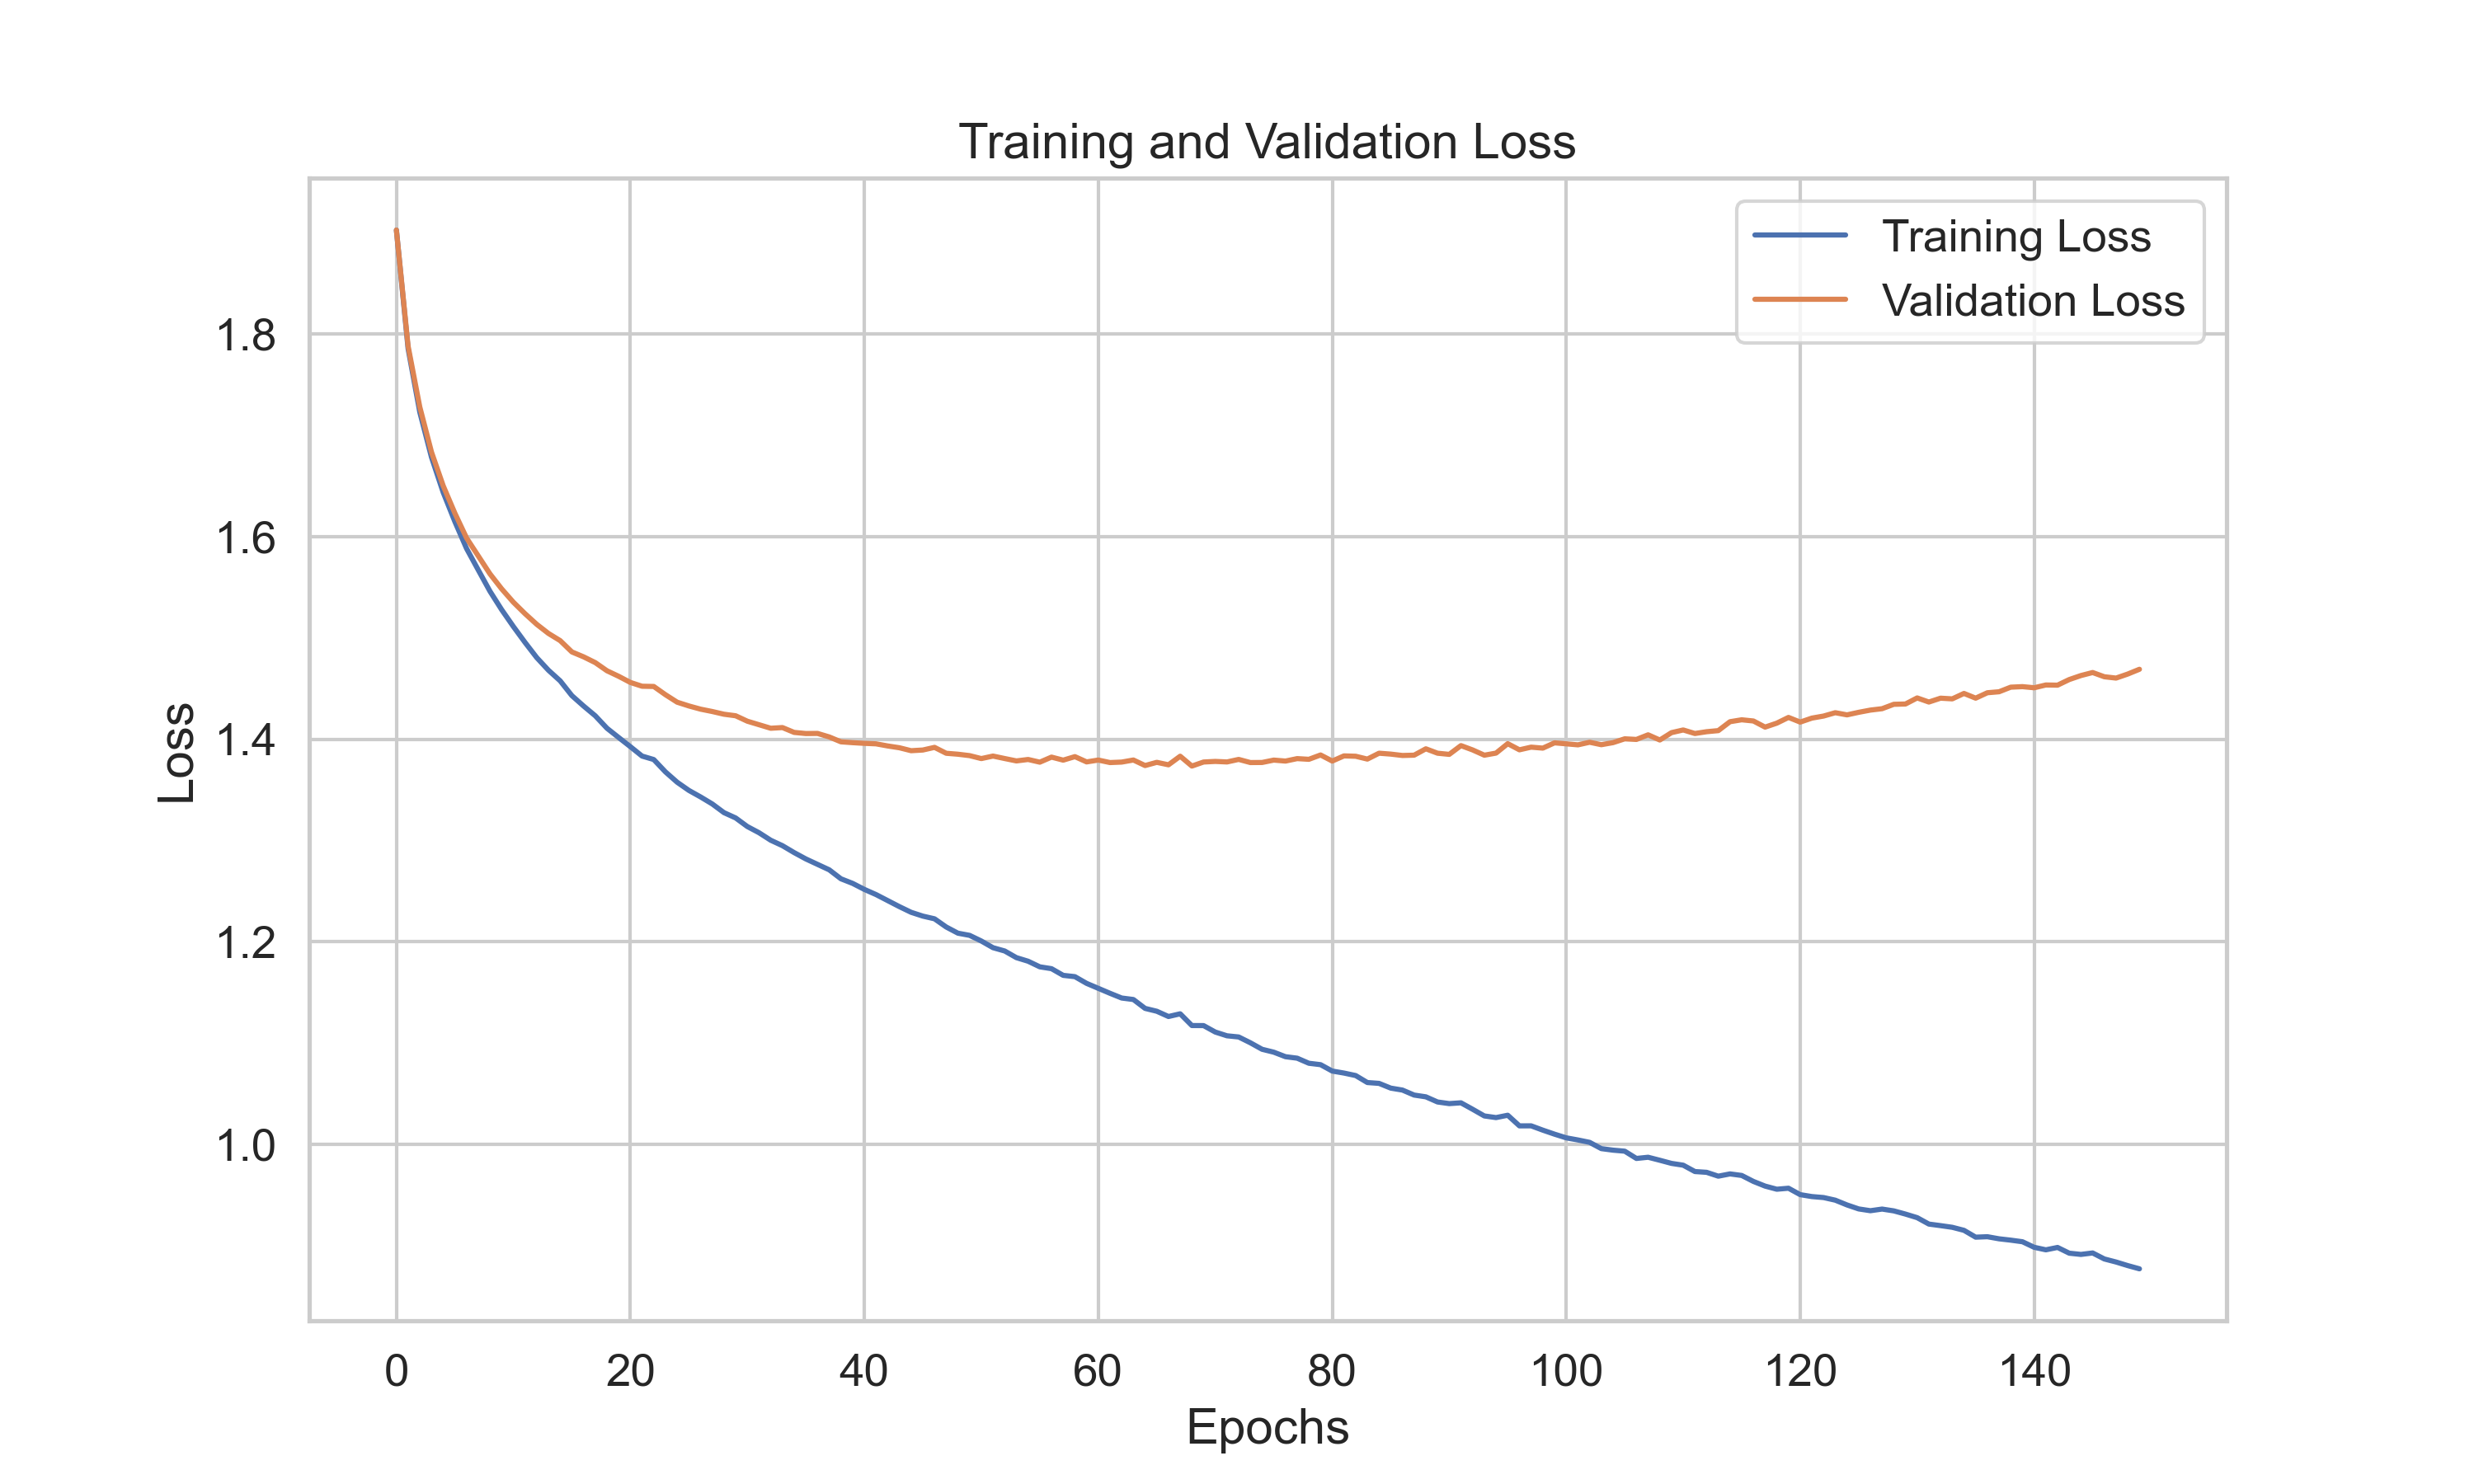 Training and Validation Loss
Training Loss
Validation Loss
1.8
1.6
1.4
1.2
1.0
Loss
0 20 40 60 80 100 120 140
Epochs